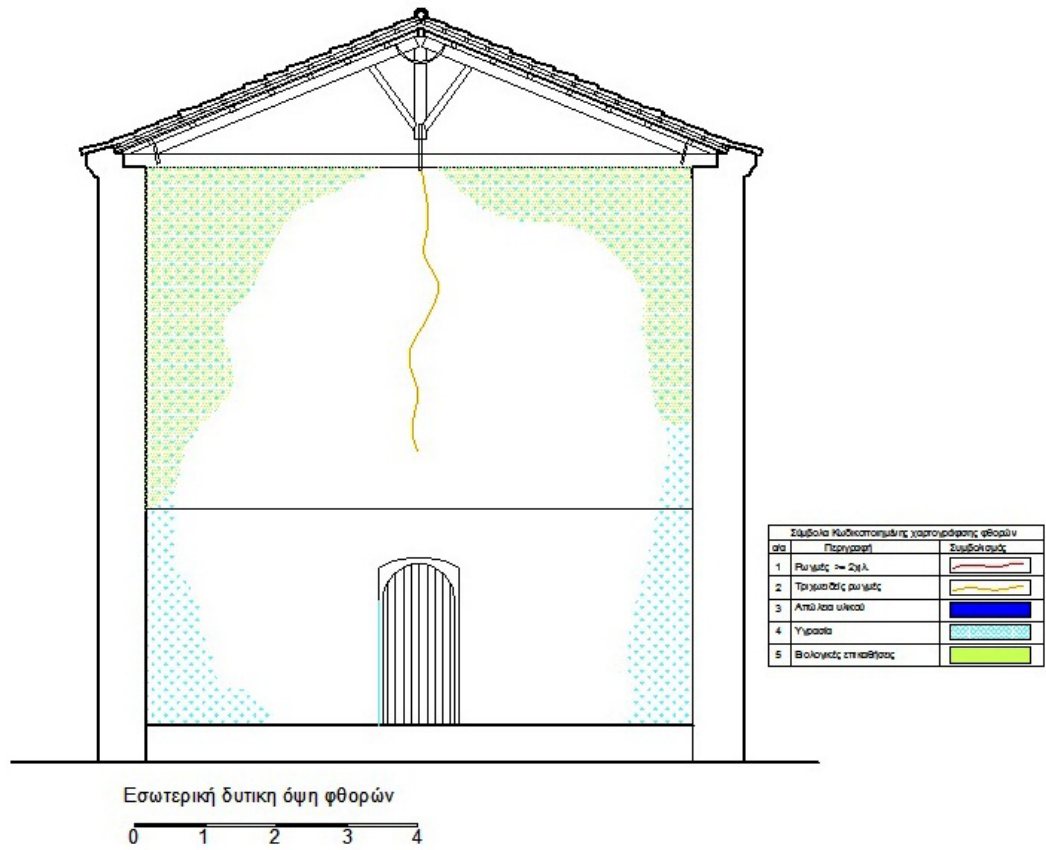 Σύμβολα Κωδικοποιημένης χαρτογράφησης φθορών
α/α Περιγραφή Συμβολισμός
1 Ρωγμές >= 2χιλ.
2 Τριχοειδείς ρωγμές
3 Απώλεια υλικού
4 Υγρασία
5 Βιολογικές επικαθήσεις
Εσωτερική δυτικη όψη φθορών
0 1 2 3 4